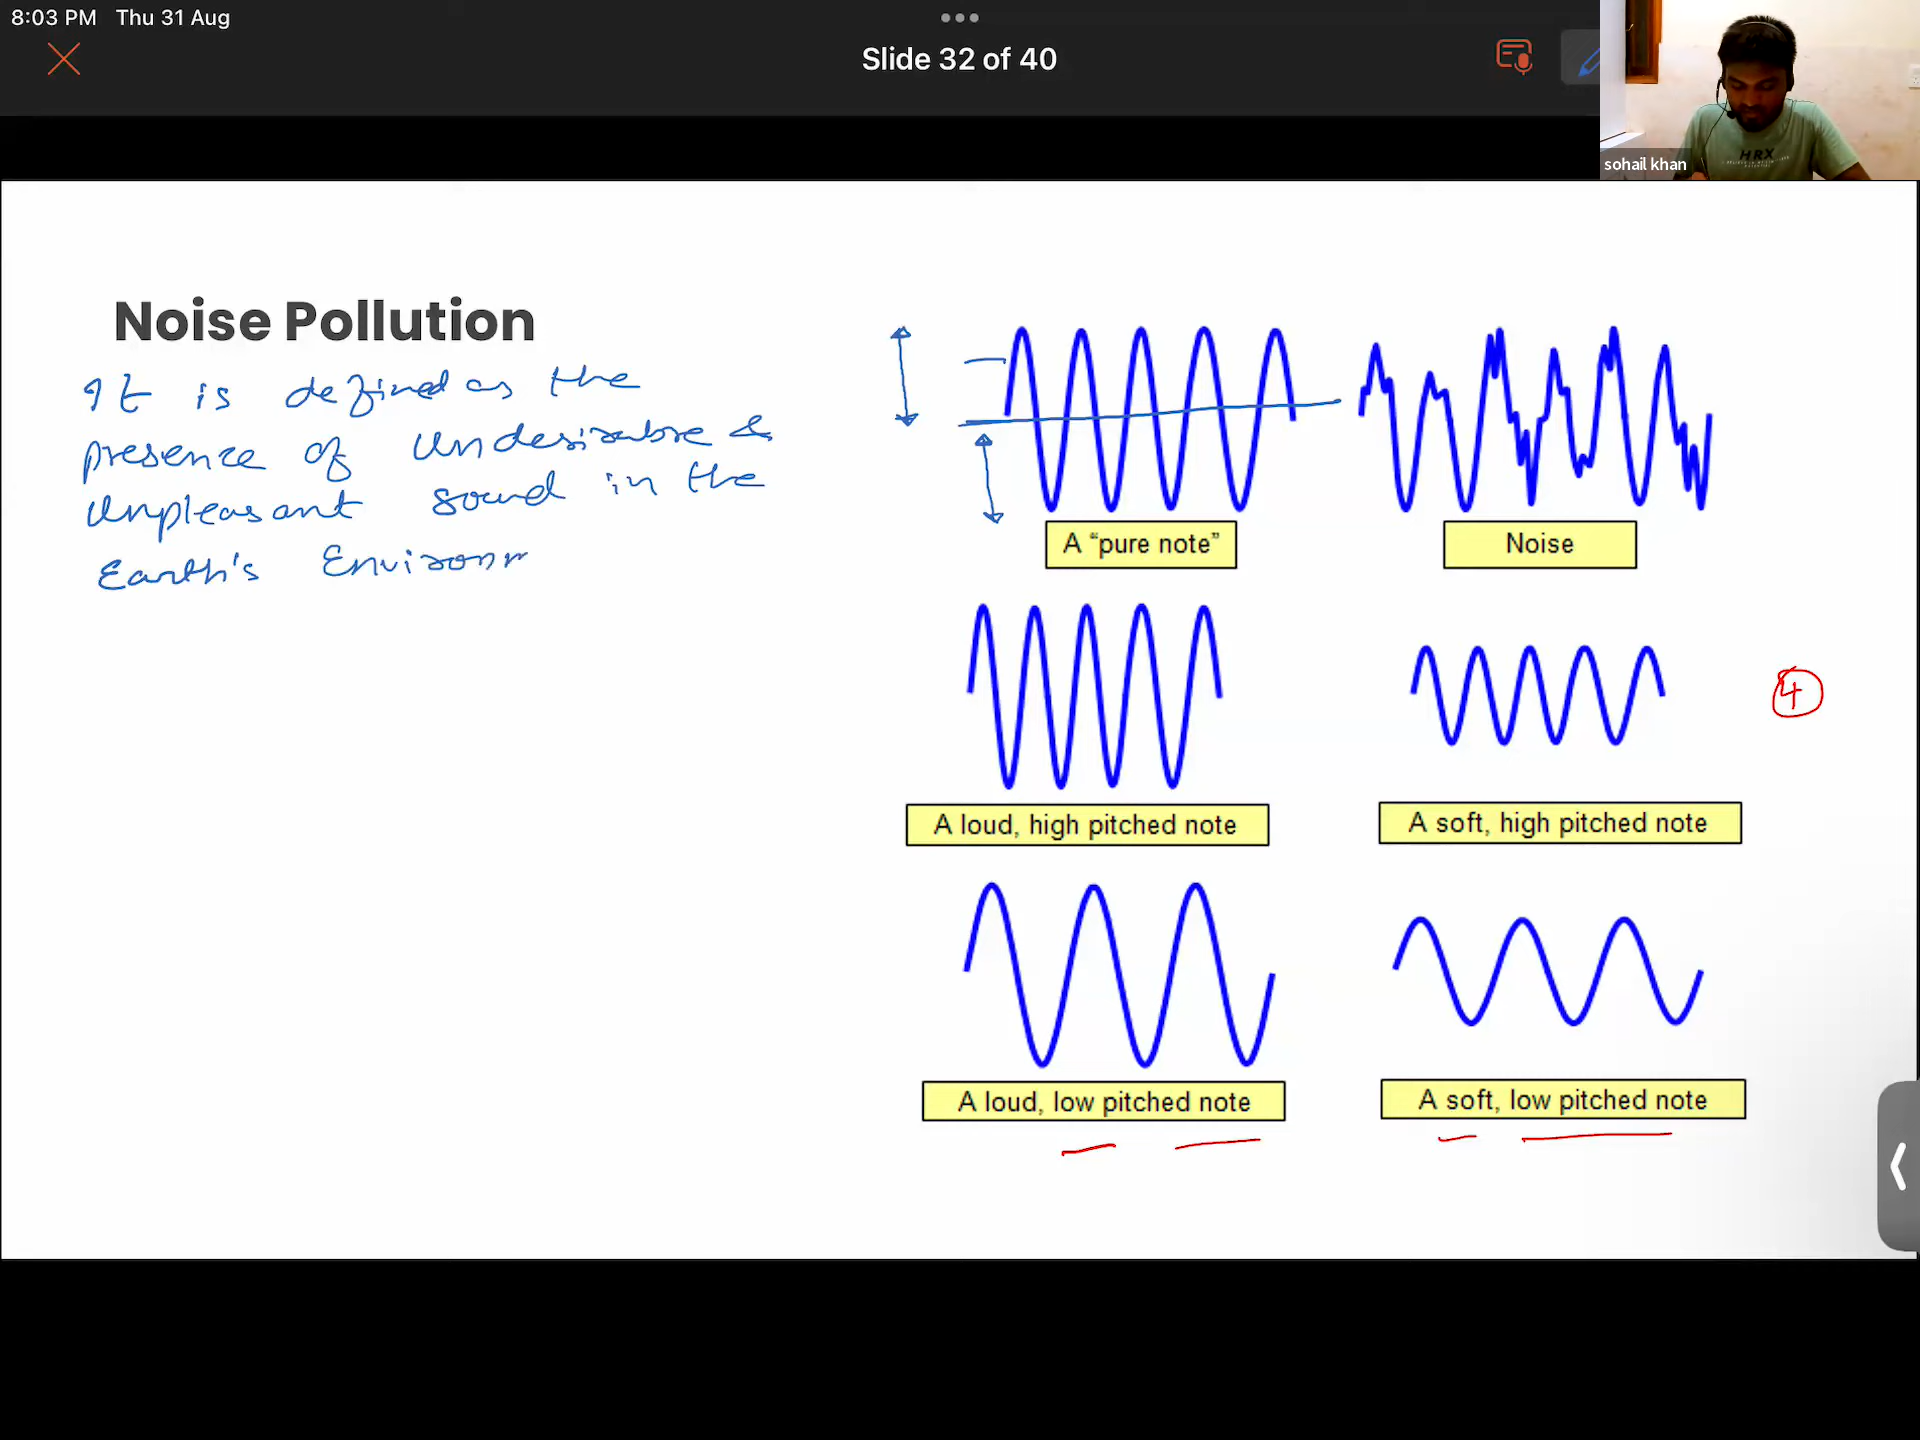 8:03 PM Thu 31 Aug
Slide 32 of 40
HRX
sohail khan
Noise Pollution
It is defined as the
presence of undesirable &
unpleasant sound in the
Earth's Environm
A “pure note”
Noise
A loud, high pitched note
A soft, high pitched note
4
A loud, low pitched note
A soft, low pitched note